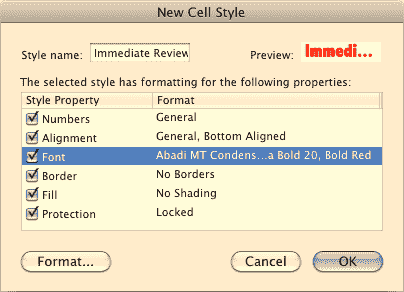 New Cell Style
Style name: Immediate Review Preview: Immedi...
The selected style has formatting for the following properties:
Style Property Format
Numbers General
Alignment General, Bottom Aligned
Font Abadi MT Condens...a Bold 20, Bold Red
Border No Borders
Fill No Shading
Protection Locked
Format... Cancel OK